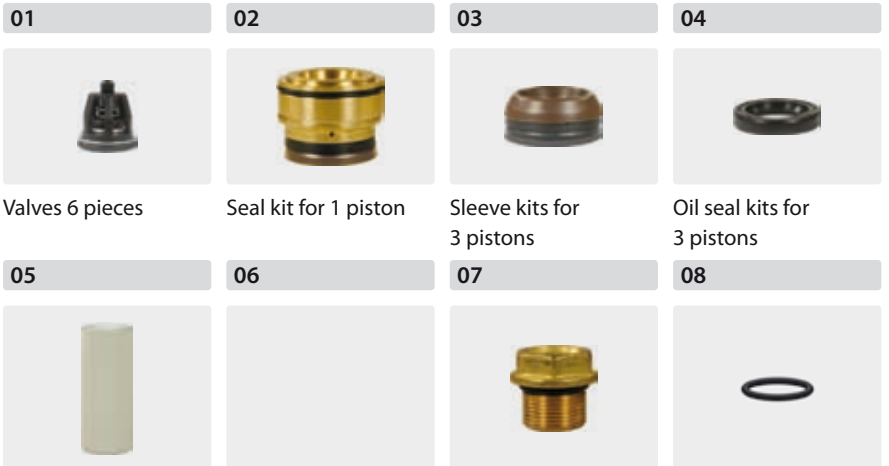 01
02
03
04
Valves 6 pieces
Seal kit for 1 piston
Sleeve kits for
3 pistons
Oil seal kits for
3 pistons
05
06
07
08